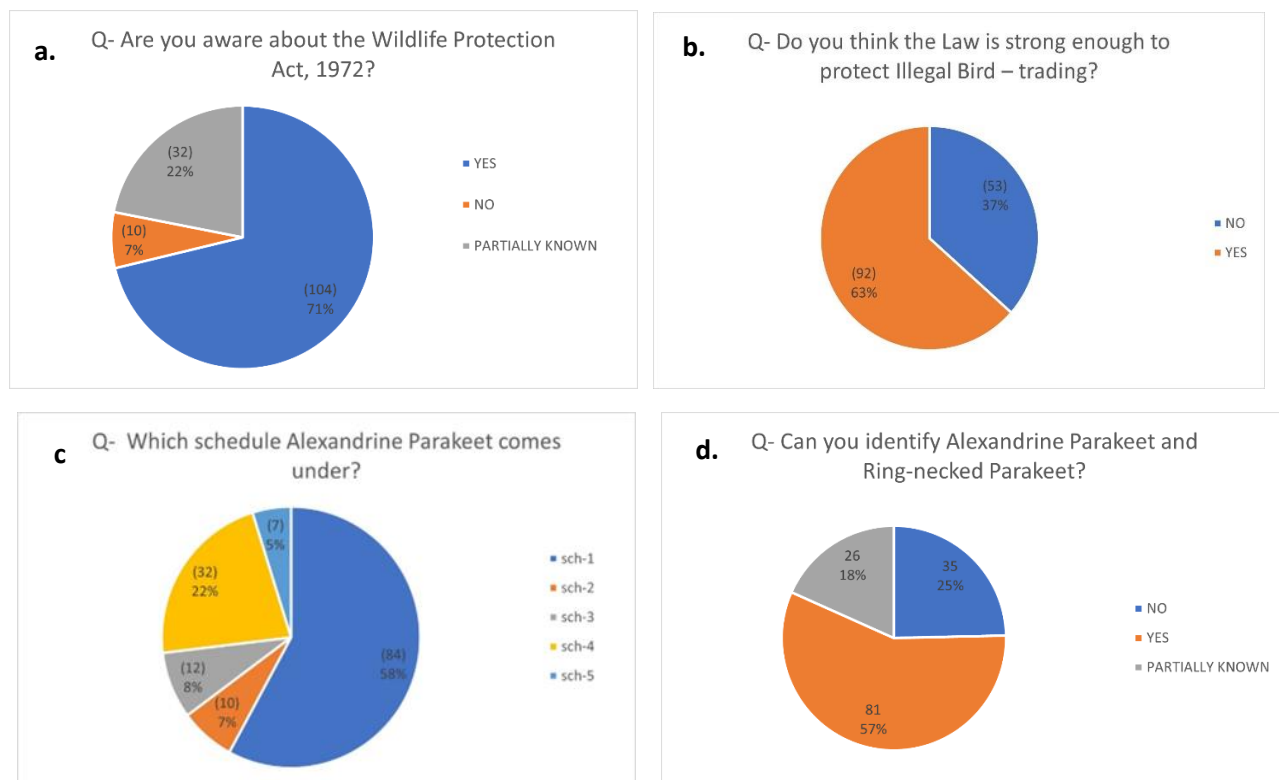 a.
Q- Are you aware about the Wildlife Protection
Act, 1972?
(32)
22%
(10)
7%
(104)
71%
YES
NO
PARTIALLY KNOWN
b.
Q- Do you think the Law is strong enough to
protect Illegal Bird – trading?
(53)
37%
(92)
63%
NO
YES
c
Q- Which schedule Alexandrine Parakeet comes
under?
(7)
5%
(32)
22%
(12)
8%
(10)
7%
(84)
58%
sch-1
sch-2
sch-3
sch-4
sch-5
d.
Q- Can you identify Alexandrine Parakeet and
Ring-necked Parakeet?
26
18%
35
25%
81
57%
NO
YES
PARTIALLY KNOWN